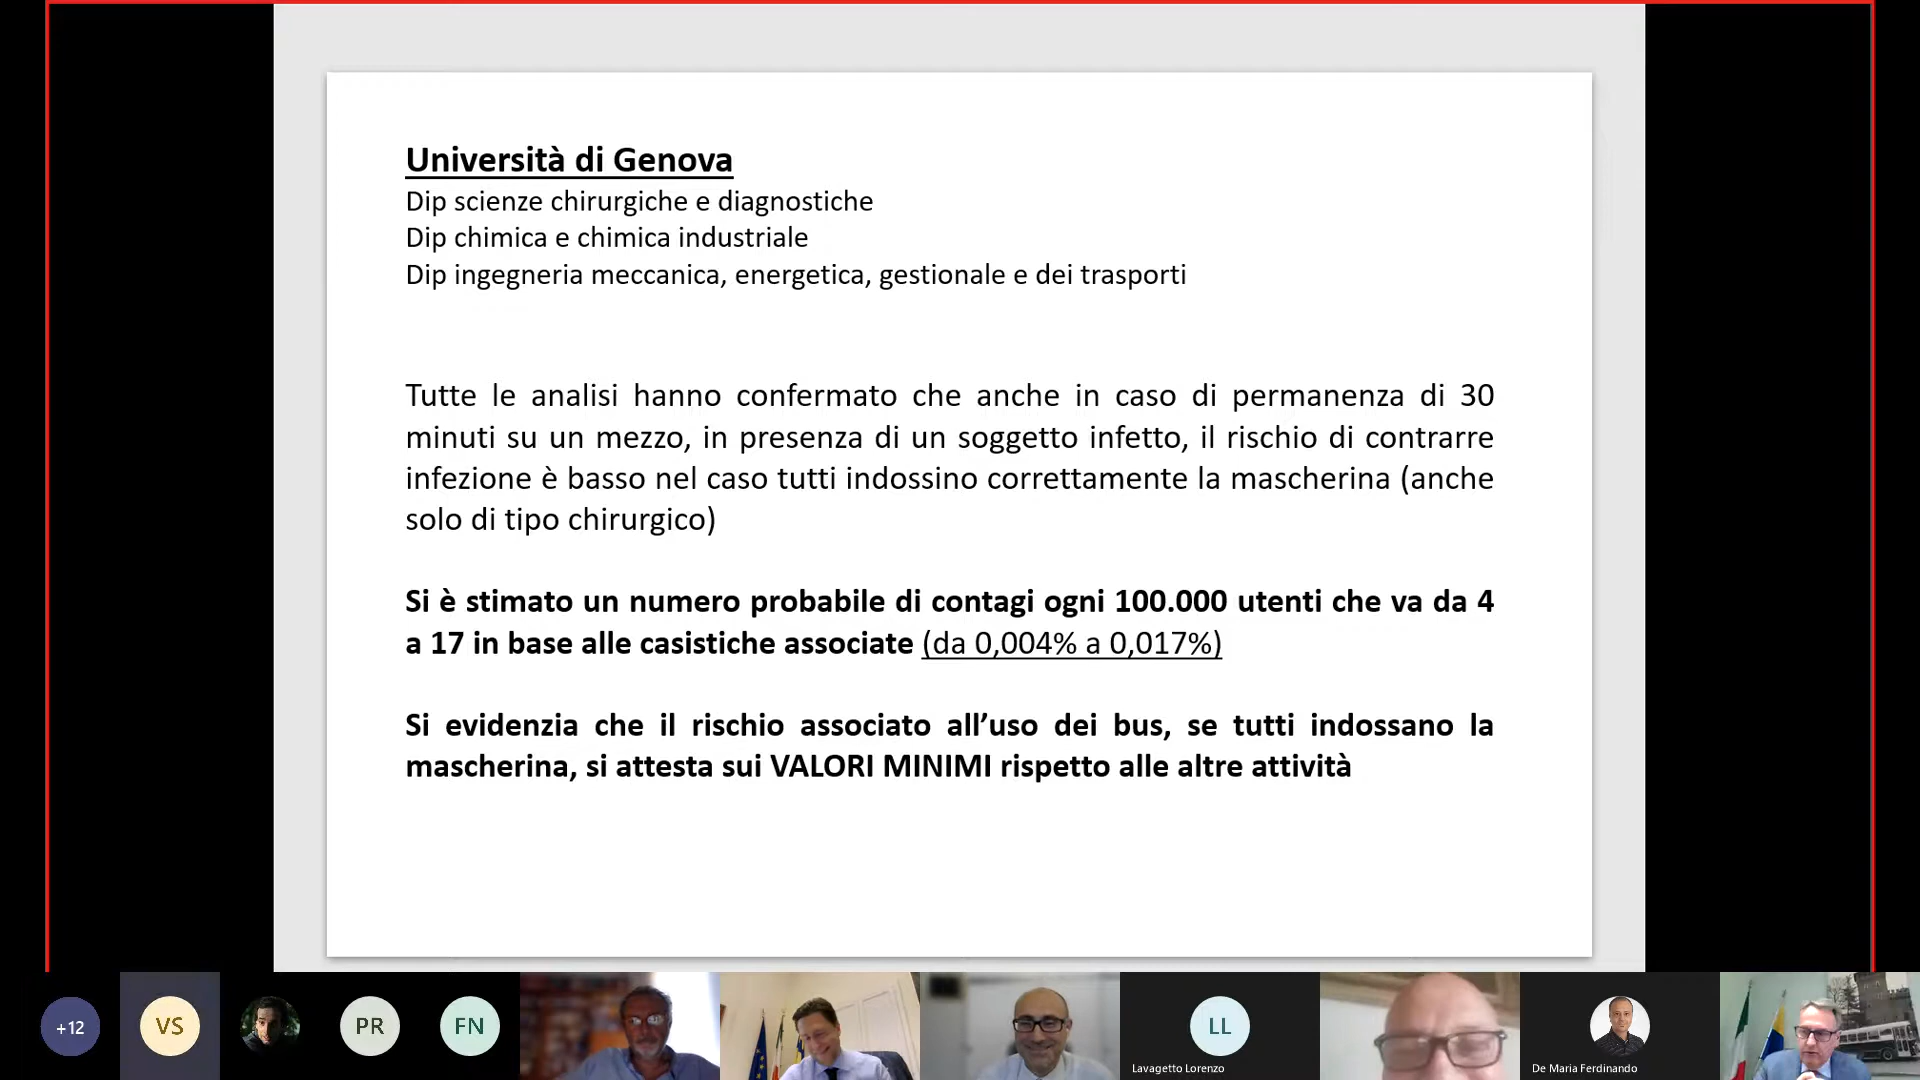 Università di Genova
Dip scienze chirurgiche e diagnostiche
Dip chimica e chimica industriale
Dip ingegneria meccanica, energetica, gestionale e dei trasporti
Tutte le analisi hanno confermato che anche in caso di permanenza di 30
minuti su un mezzo, in presenza di un soggetto infetto, il rischio di contrarre
infezione è basso nel caso tutti indossino correttamente la mascherina (anche
solo di tipo chirurgico)
Si è stimato un numero probabile di contagi ogni 100.000 utenti che va da 4
a 17 in base alle casistiche associate (da 0,004% a 0,017%)
Si evidenzia che il rischio associato all’uso dei bus, se tutti indossano la
mascherina, si attesta sui VALORI MINIMI rispetto alle altre attività
+12
VS
PR
FN
LL
Lavagetto Lorenzo
De Maria Ferdinando